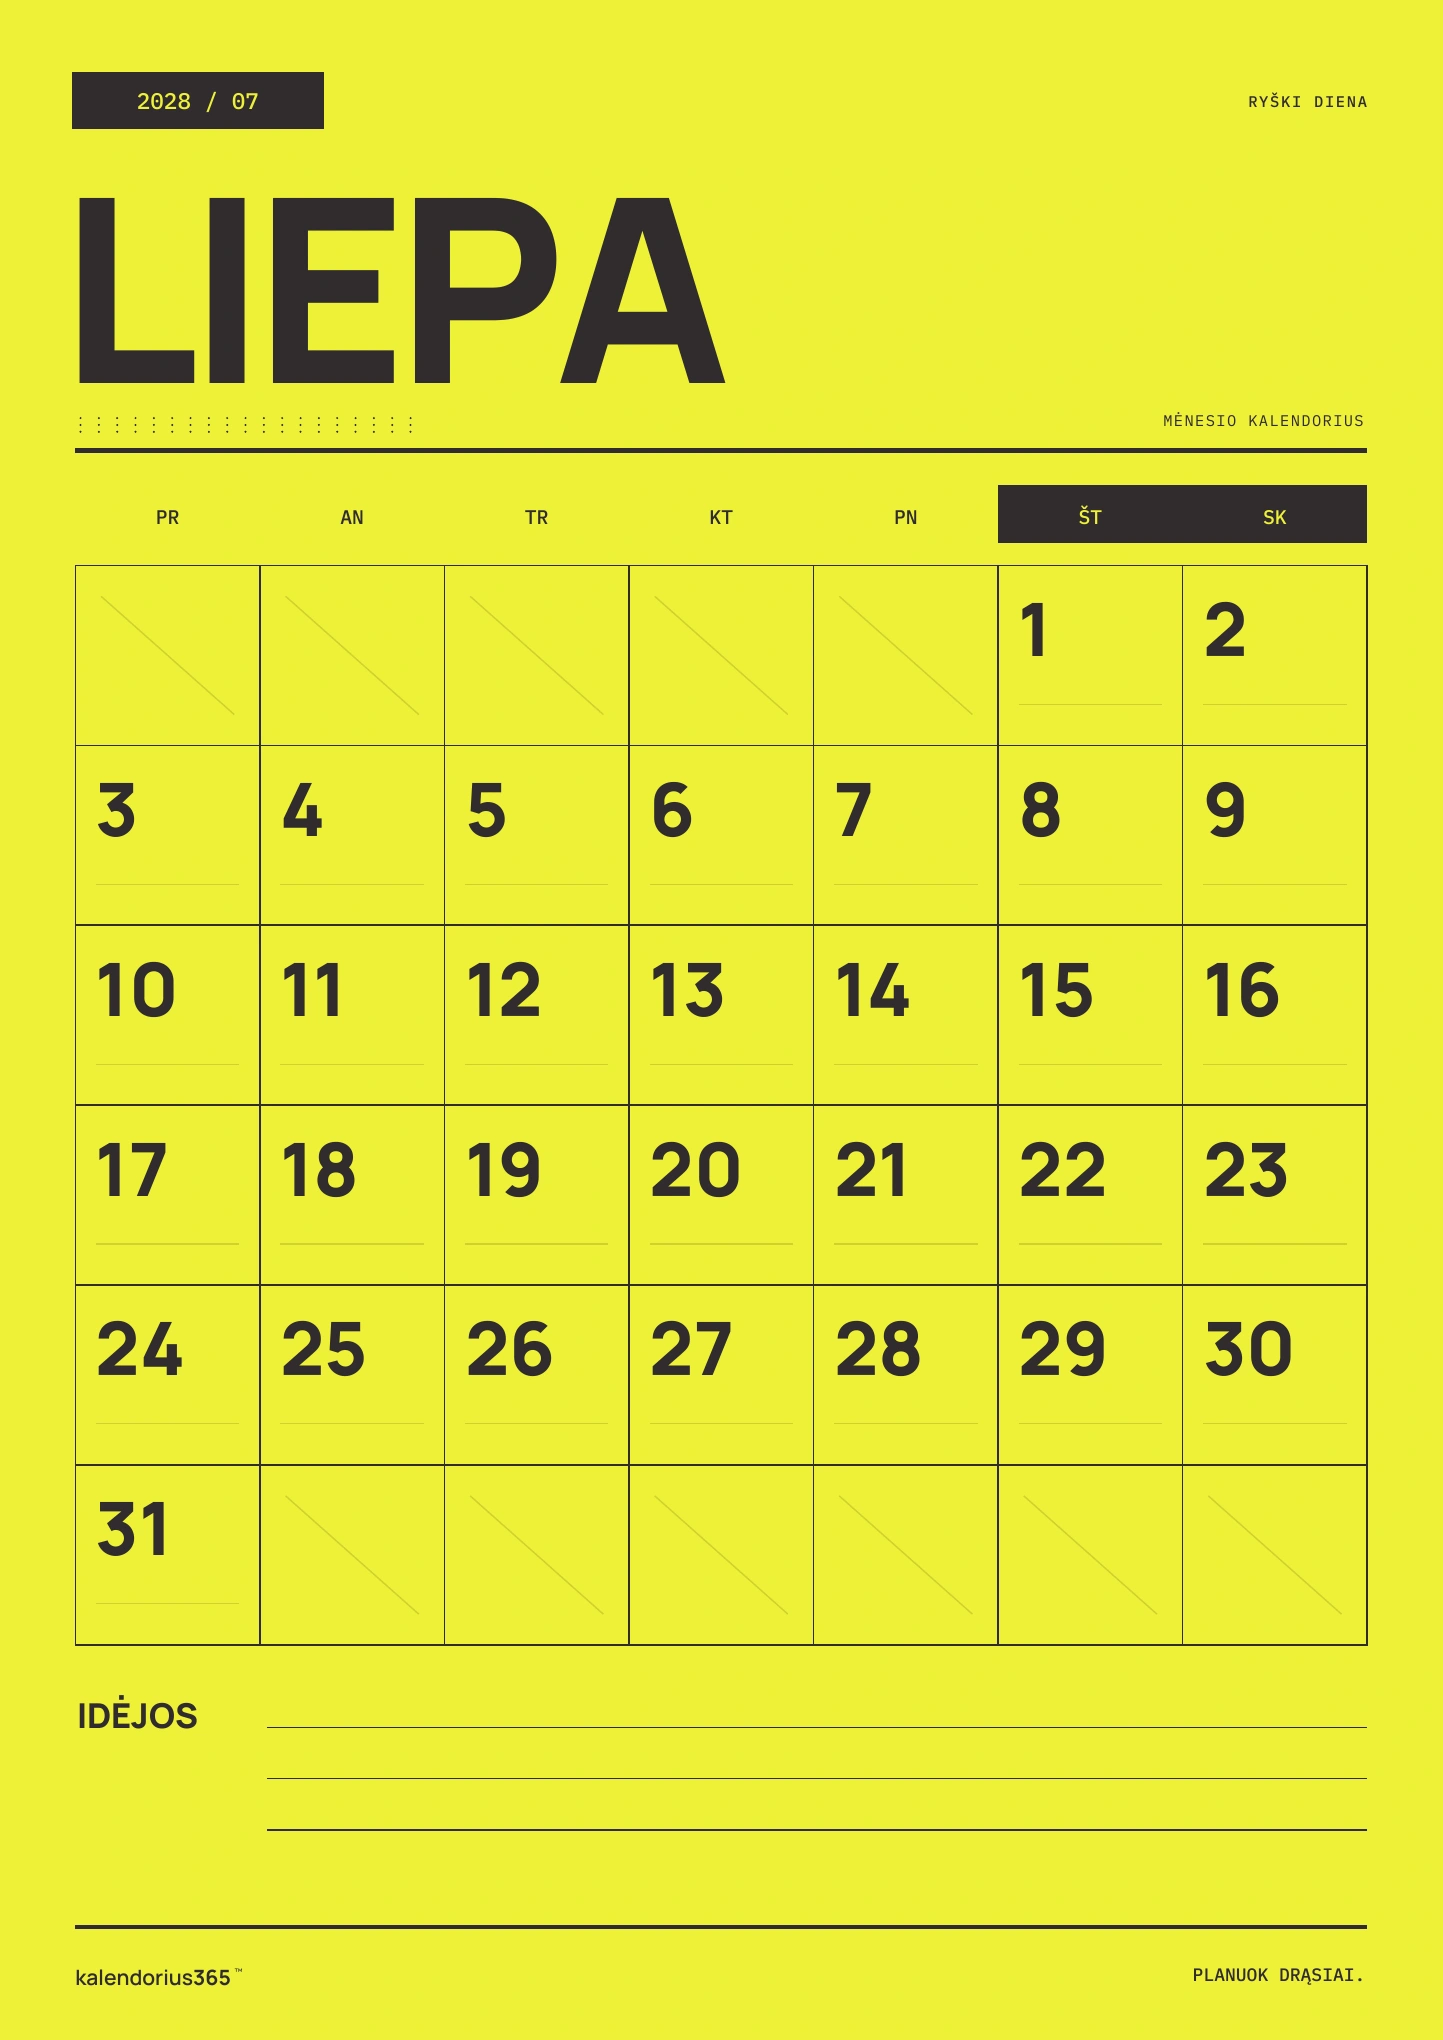 2028 / 07
RYŠKI DIENA
LIEPA
MĖNESIO KALENDORIUS
PR AN TR KT PN ŠT SK
1 2
3 4 5 6 7 8 9
10 11 12 13 14 15 16
17 18 19 20 21 22 23
24 25 26 27 28 29 30
31
IDĖJOS
kalendorius365™
PLANUOK DRĄSIAI.